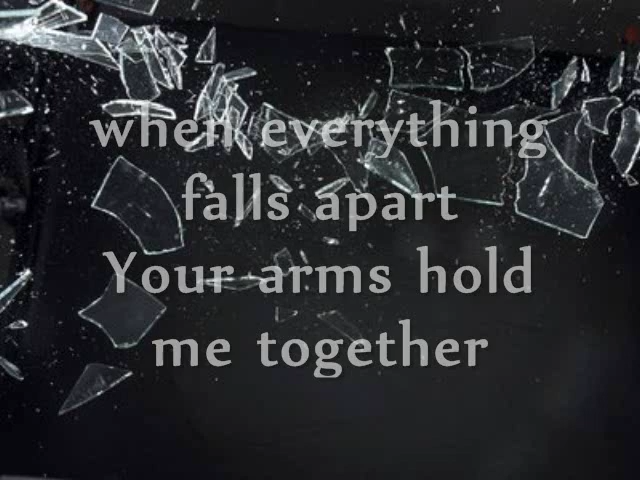 when everything
falls apart
Your arms hold
me together